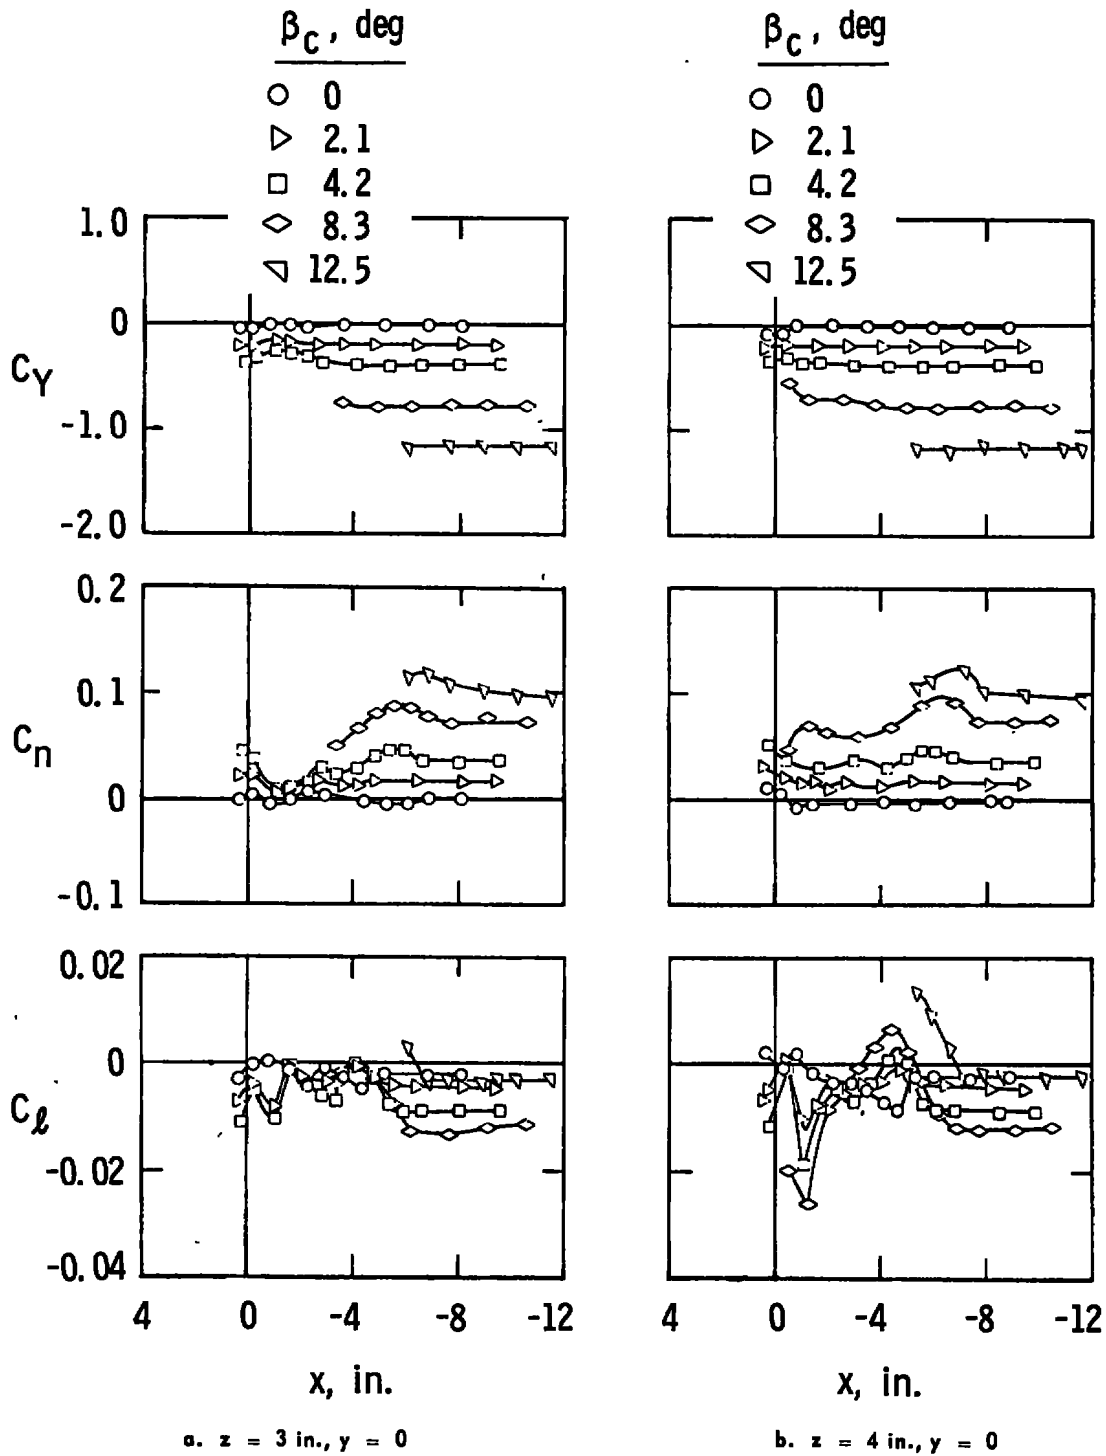 β_C, deg
0
2.1
4.2
8.3
12.5
β_C, deg
0
2.1
4.2
8.3
12.5
1.0
0
-1.0
-2.0
C_Y
0.2
0.1
0
-0.1
C_n
0.02
0
-0.02
-0.04
C_ℓ
4 0 -4 -8 -12
4 0 -4 -8 -12
x, in.
x, in.
a. z = 3 in., y = 0
b. z = 4 in., y = 0